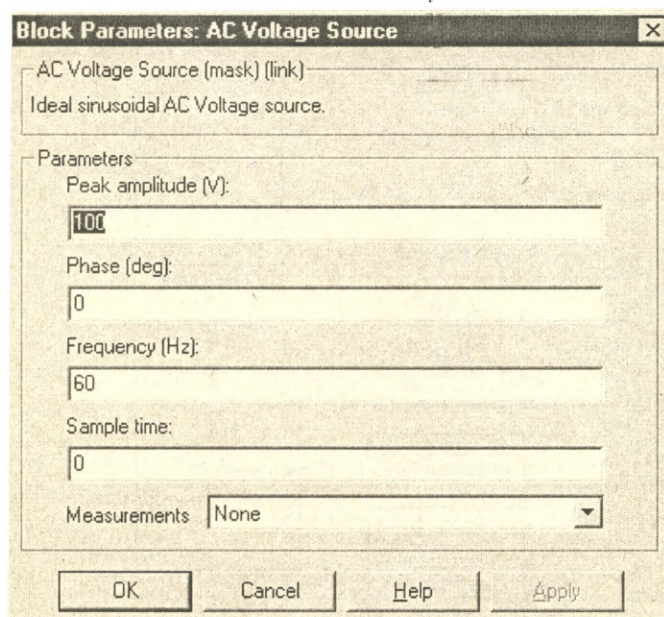 Block Parameters: AC Voltage Source
AC Voltage Source (mask) (link)
Ideal sinusoidal AC Voltage source.
Parameters
Peak amplitude (V):
100
Phase (deg):
0
Frequency (Hz):
60
Sample time:
0
Measurements None
OK Cancel Help Apply